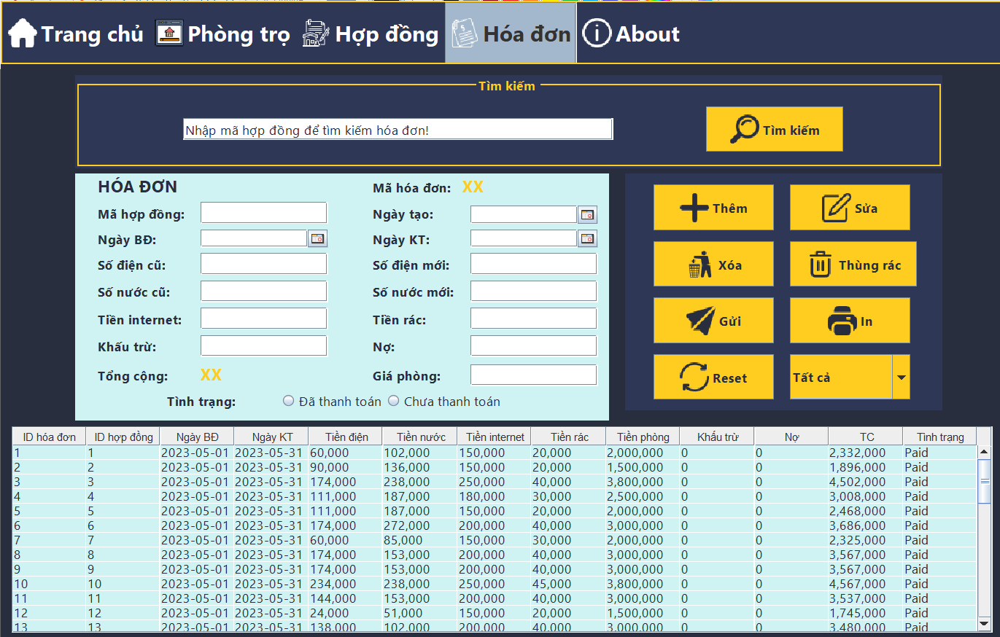 Trang chủ Phòng trọ Hợp đồng Hóa đơn About
Tìm kiếm
Nhập mã hợp đồng để tìm kiếm hóa đơn! Tìm kiếm
HÓA ĐƠN Mã hóa đơn: XX
Mã hợp đồng: Ngày tạo:
Ngày BĐ: Ngày KT:
Số điện cũ: Số điện mới:
Số nước cũ: Số nước mới:
Tiền internet: Tiền rác:
Khấu trừ: Nợ:
Tổng cộng: XX Giá phòng:
Tình trạng: Đã thanh toán Chưa thanh toán
Thêm Sửa
Xóa Thùng rác
Gửi In
Reset Tất cả
ID hóa đơn ID hợp đồng Ngày BĐ Ngày KT Tiền điện Tiền nước Tiền internet Tiền rác Tiền phòng Khấu trừ Nợ TC Tình trạng
1 1 2023-05-01 2023-05-31 60,000 102,000 150,000 20,000 2,000,000 0 0 2,332,000 Paid
2 2 2023-05-01 2023-05-31 90,000 136,000 150,000 20,000 1,500,000 0 0 1,896,000 Paid
3 3 2023-05-01 2023-05-31 174,000 238,000 250,000 40,000 3,800,000 0 0 4,502,000 Paid
4 4 2023-05-01 2023-05-31 111,000 187,000 180,000 30,000 2,500,000 0 0 3,008,000 Paid
5 5 2023-05-01 2023-05-31 111,000 187,000 150,000 20,000 2,000,000 0 0 2,468,000 Paid
6 6 2023-05-01 2023-05-31 174,000 272,000 200,000 40,000 3,000,000 0 0 3,686,000 Paid
7 7 2023-05-01 2023-05-31 60,000 85,000 150,000 30,000 2,000,000 0 0 2,325,000 Paid
8 8 2023-05-01 2023-05-31 174,000 153,000 200,000 40,000 3,000,000 0 0 3,567,000 Paid
9 9 2023-05-01 2023-05-31 174,000 153,000 200,000 40,000 3,000,000 0 0 3,567,000 Paid
10 10 2023-05-01 2023-05-31 234,000 238,000 250,000 45,000 3,800,000 0 0 4,567,000 Paid
11 11 2023-05-01 2023-05-31 144,000 153,000 200,000 40,000 3,000,000 0 0 3,537,000 Paid
12 12 2023-05-01 2023-05-31 24,000 51,000 150,000 20,000 1,500,000 0 0 1,745,000 Paid
13 13 2023-05-01 2023-05-31 138,000 102,000 200,000 40,000 3,000,000 0 0 3,480,000 Paid